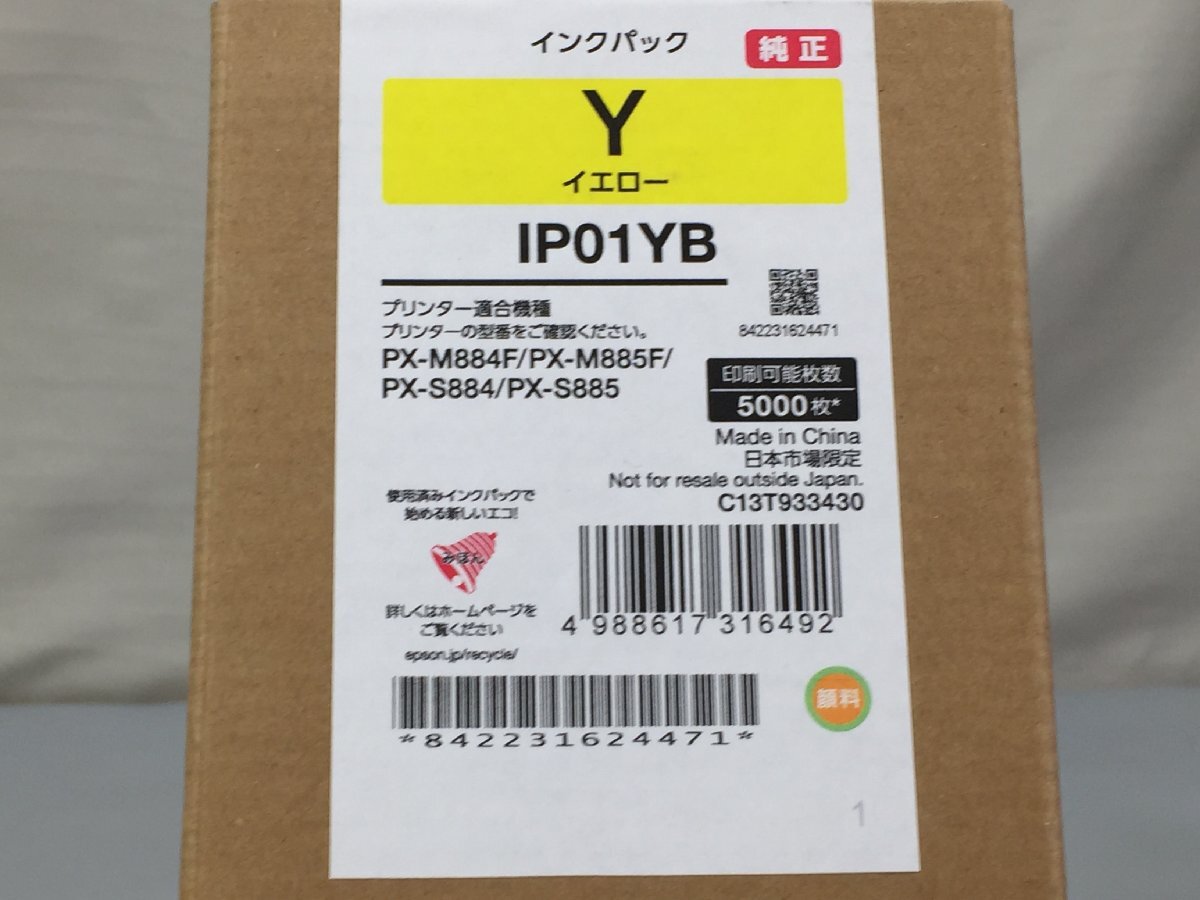 インクパック
純正
Y
イエロー
IP01YB
プリンター適合機種
プリンターの型番をご確認ください。
PX-M884F/PX-M885F/
PX-S884/PX-S885
842231624471
印刷可能枚数
5000枚*
Made in China
日本市場限定
Not for resale outside Japan.
C13T933430
使用済みインクパックで
始める新しいエコ!
みほん
詳しくはホームページを
ご覧ください
epson.jp/recycle/
4 988617 316492
*842231624471*
顔料
1